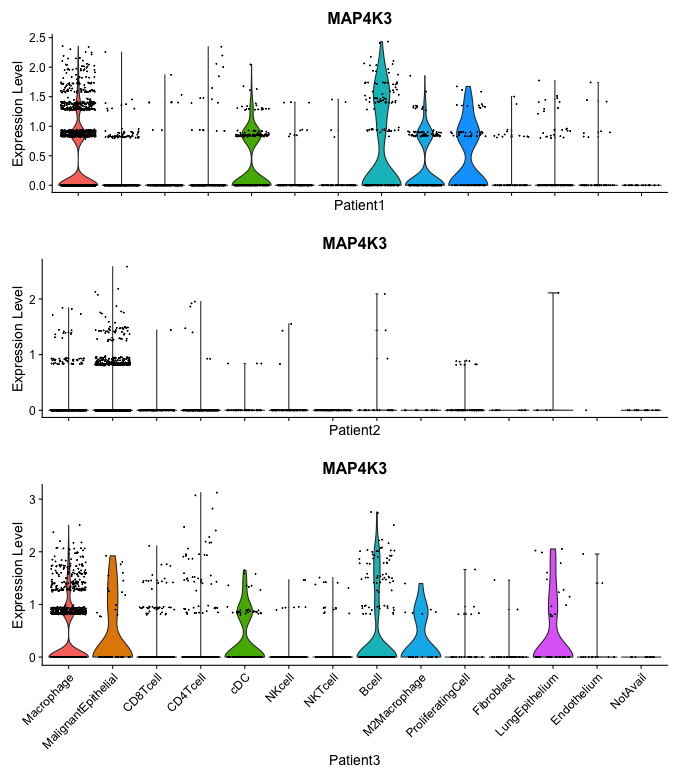 MAP4K3
Expression Level
2.5
2.0
1.5
1.0
0.5
0.0
Patient1
MAP4K3
Expression Level
2
1
0
Patient2
MAP4K3
Expression Level
3
2
1
0
Macrophage
MalignantEpithelial
CD8Tcell
CD4Tcell
cDC
NKcell
NKTcell
Bcell
M2Macrophage
ProliferatingCell
Fibroblast
LungEpithelium
Endothelium
NotAvail
Patient3